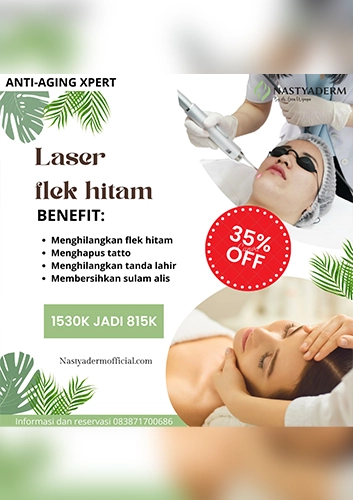 ANTI-AGING XPERT
NASTYADERM
Laser
flek hitam
BENEFIT:
Menghilangkan flek hitam
Menghapus tatto
Menghilangkan tanda lahir
Membersihkan sulam alis
35%
OFF
1530K JADI 815K
Nastyadermofficial.com
Informasi dan reservasi 083871700686